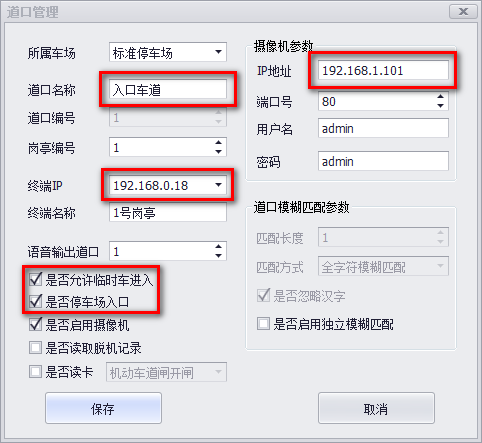 道口管理
所属车场 标准停车场
道口名称 入口车道
道口编号 1
岗亭编号 1
终端IP 192.168.0.18
终端名称 1号岗亭
语音输出道口 1
是否允许临时车进入
是否停车场入口
是否启用摄像机
是否读取脱机记录
是否读卡 机动车道闸开闸
摄像机参数
IP地址 192.168.1.101
端口号 80
用户名 admin
密码 admin
道口模糊匹配参数
匹配长度 1
匹配方式 全字符模糊匹配
是否忽略汉字
是否启用独立模糊匹配
保存 取消